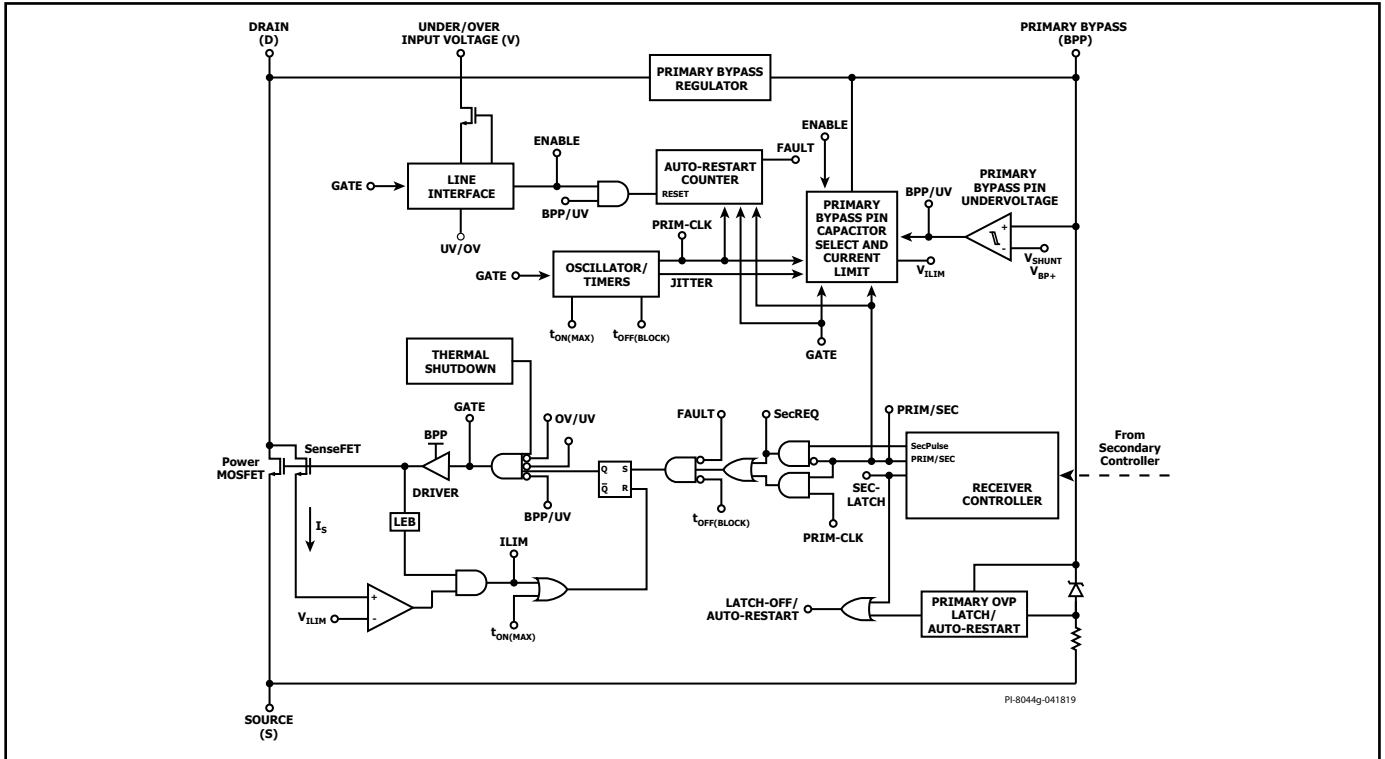 DRAIN
(D)
UNDER/OVER
INPUT VOLTAGE (V)
PRIMARY BYPASS
(BPP)
PRIMARY BYPASS
REGULATOR
ENABLE
ENABLE
FAULT
AUTO-RESTART
COUNTER
RESET
GATE
LINE
INTERFACE
BPP/UV
UV/OV
PRIMARY
BYPASS PIN
UNDERVOLTAGE
BPP/UV
+
-
VSHUNT
VBP+
PRIMARY
BYPASS PIN
CAPACITOR
SELECT AND
CURRENT
LIMIT
VILIM
PRIM-CLK
GATE
OSCILLATOR/
TIMERS
JITTER
tON(MAX)
tOFF(BLOCK)
GATE
THERMAL
SHUTDOWN
GATE
OV/UV
FAULT
SecREQ
PRIM/SEC
From
Secondary
Controller
SenseFET
BPP
Power
MOSFET
DRIVER
Q
S
Q
R
SecPulse
PRIM/SEC
SEC-
LATCH
RECEIVER
CONTROLLER
LEB
BPP/UV
tOFF(BLOCK)
PRIM-CLK
IS
ILIM
+
-
VILIM
tON(MAX)
LATCH-OFF/
AUTO-RESTART
PRIMARY OVP
LATCH/
AUTO-RESTART
PI-8044g-041819
SOURCE
(S)